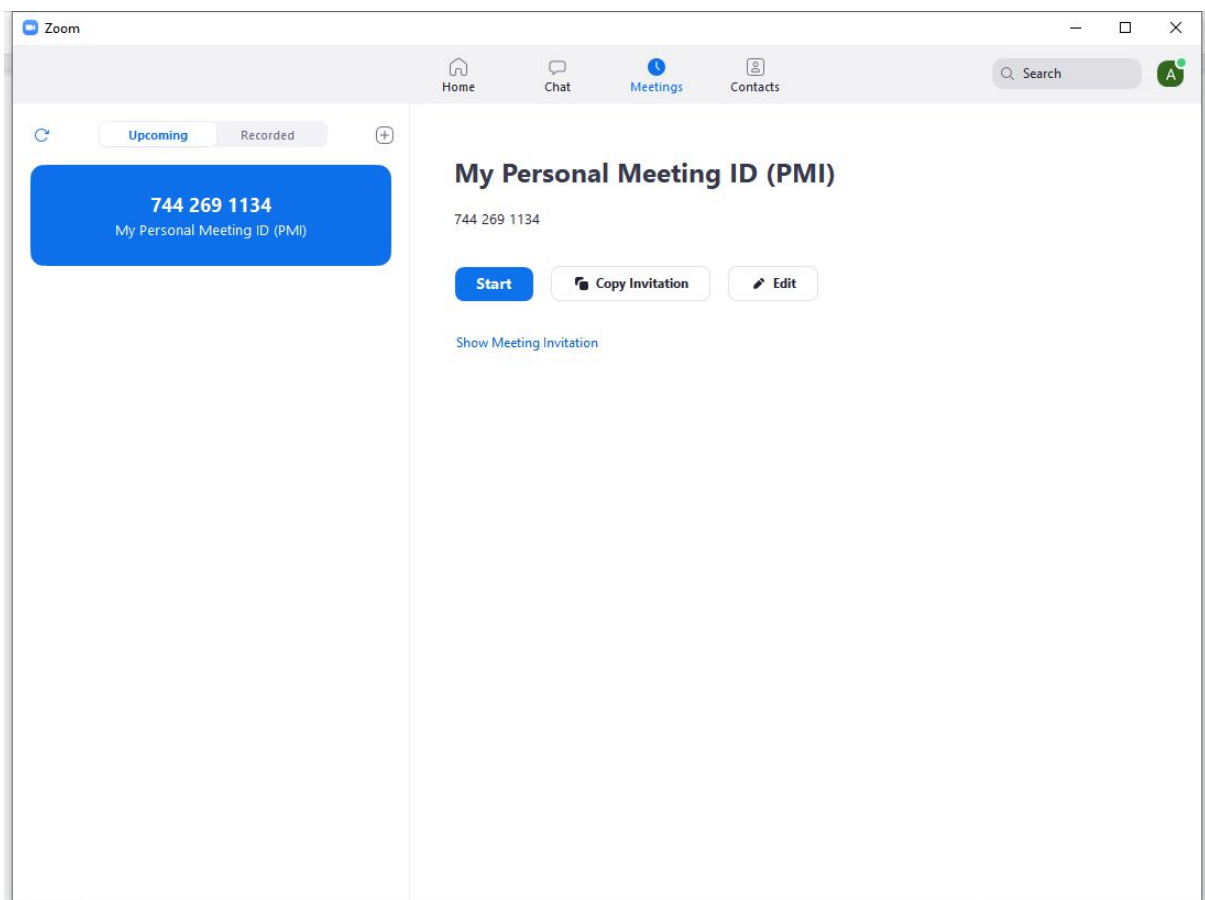 Zoom
Home
Chat
Meetings
Contacts
Search
A
Upcoming
Recorded
744 269 1134
My Personal Meeting ID (PMI)
My Personal Meeting ID (PMI)
744 269 1134
Start
Copy Invitation
Edit
Show Meeting Invitation